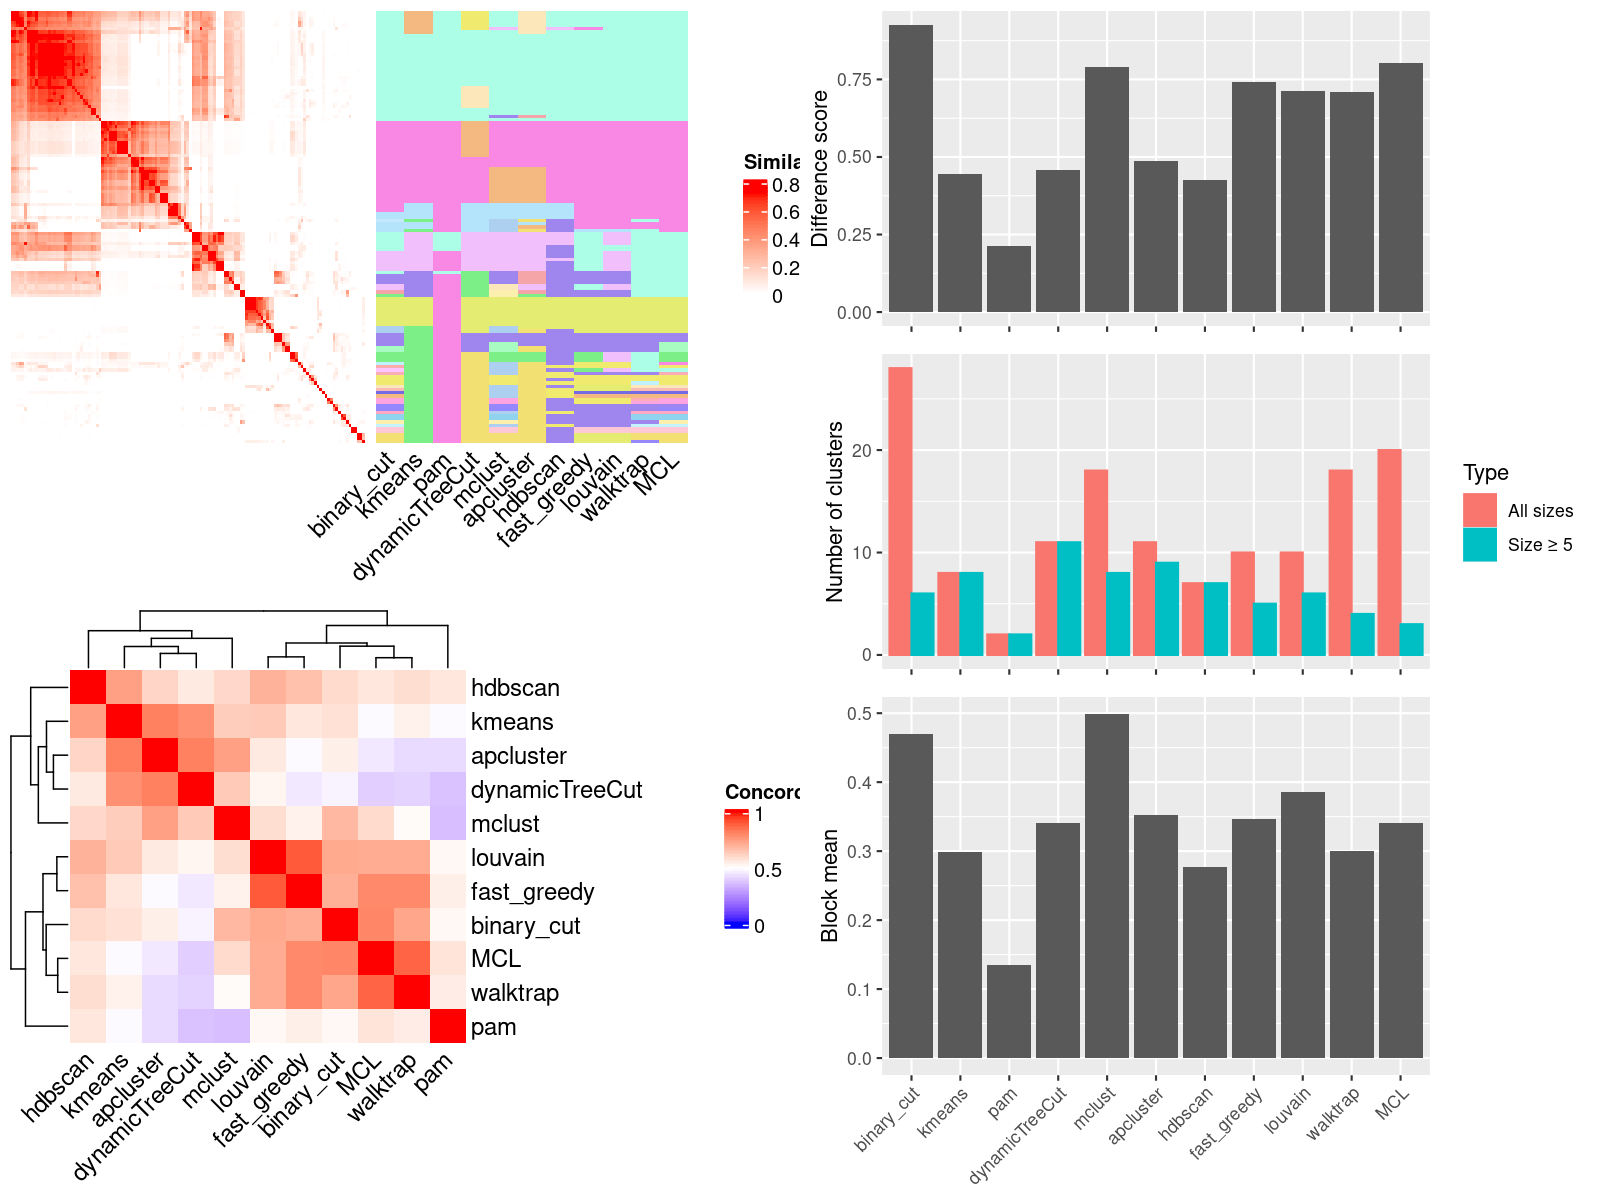 Simila
0.8
0.6
0.4
0.2
0
binary_cut
kmeans
pam
dynamicTreeCut
mclust
apcluster
hdbscan
fast_greedy
louvain
walktrap
MCL
Concord
1
0.5
0
hdbscan
kmeans
apcluster
dynamicTreeCut
mclust
louvain
fast_greedy
binary_cut
MCL
walktrap
pam
hdbscan
kmeans
apcluster
dynamicTreeCut
mclust
louvain
fast_greedy
binary_cut
MCL
walktrap
pam
Difference score
0.75
0.50
0.25
0.00
Number of clusters
20
10
0
Type
All sizes
Size ≥ 5
Block mean
0.5
0.4
0.3
0.2
0.1
0.0
binary_cut
kmeans
pam
dynamicTreeCut
mclust
apcluster
hdbscan
fast_greedy
louvain
walktrap
MCL